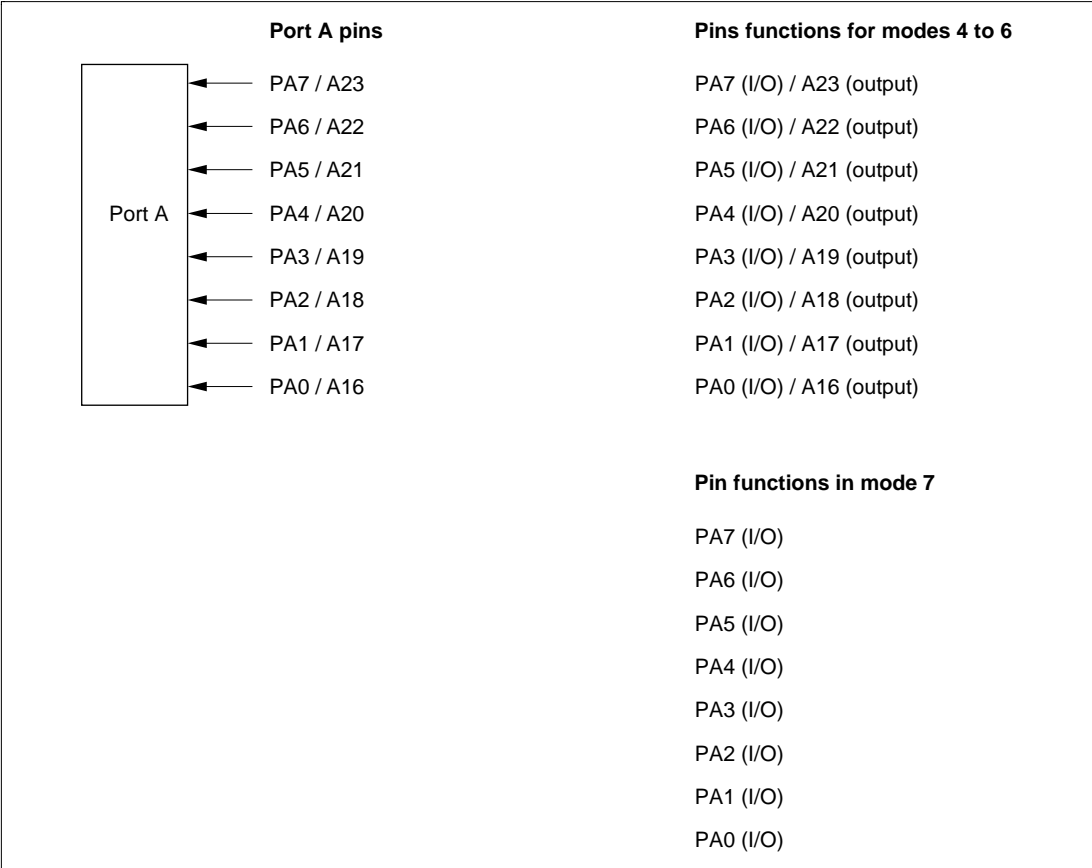 Port A pins Pins functions for modes 4 to 6
PA7 / A23 PA7 (I/O) / A23 (output)
PA6 / A22 PA6 (I/O) / A22 (output)
PA5 / A21 PA5 (I/O) / A21 (output)
Port A PA4 / A20 PA4 (I/O) / A20 (output)
PA3 / A19 PA3 (I/O) / A19 (output)
PA2 / A18 PA2 (I/O) / A18 (output)
PA1 / A17 PA1 (I/O) / A17 (output)
PA0 / A16 PA0 (I/O) / A16 (output)
Pin functions in mode 7
PA7 (I/O)
PA6 (I/O)
PA5 (I/O)
PA4 (I/O)
PA3 (I/O)
PA2 (I/O)
PA1 (I/O)
PA0 (I/O)